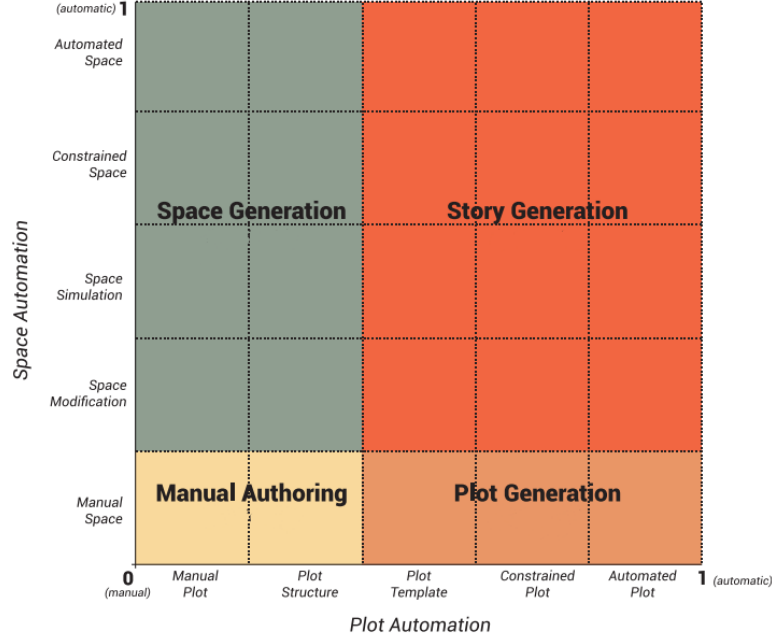 (automatic) 1
Automated
Space
Constrained
Space
Space Generation
Story Generation
Space Automation
Space
Simulation
Space
Modification
Manual Authoring
Plot Generation
Manual
Space
0
(manual)
Manual
Plot
Plot
Structure
Plot
Template
Constrained
Plot
Automated
Plot
1 (automatic)
Plot Automation